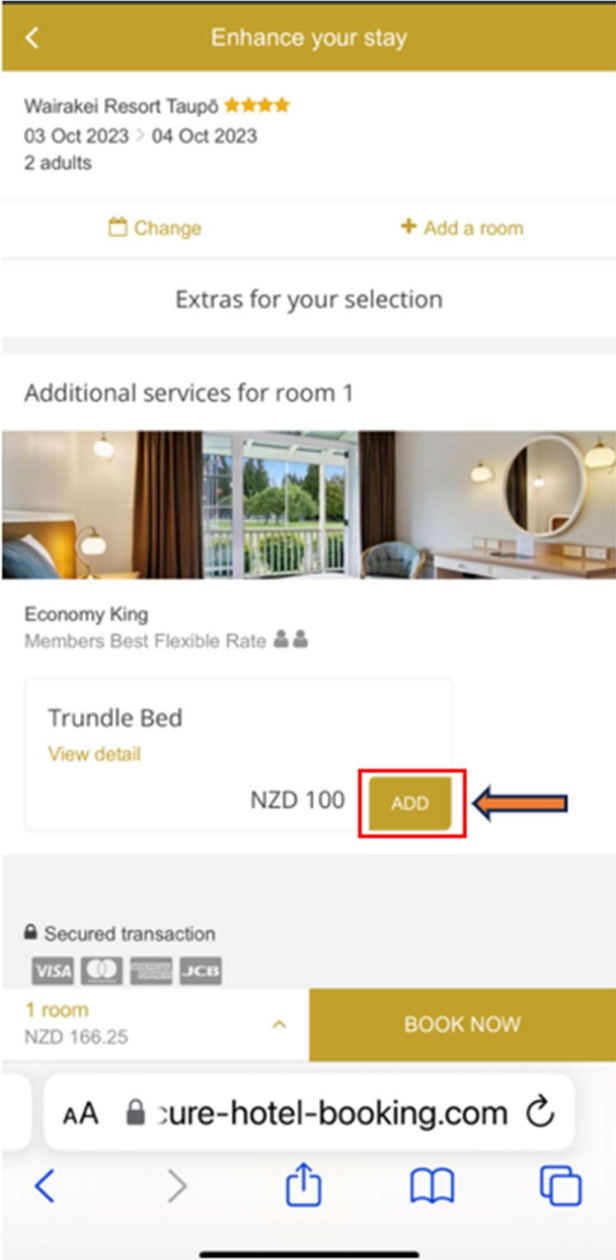 Enhance your stay
Wairakei Resort Taupō
03 Oct 2023 > 04 Oct 2023
2 adults
Change
+ Add a room
Extras for your selection
Additional services for room 1
Economy King
Members Best Flexible Rate
Trundle Bed
View detail
NZD 100
ADD
Secured transaction
VISA
JCB
1 room
NZD 166.25
BOOK NOW
AA
cure-hotel-booking.com